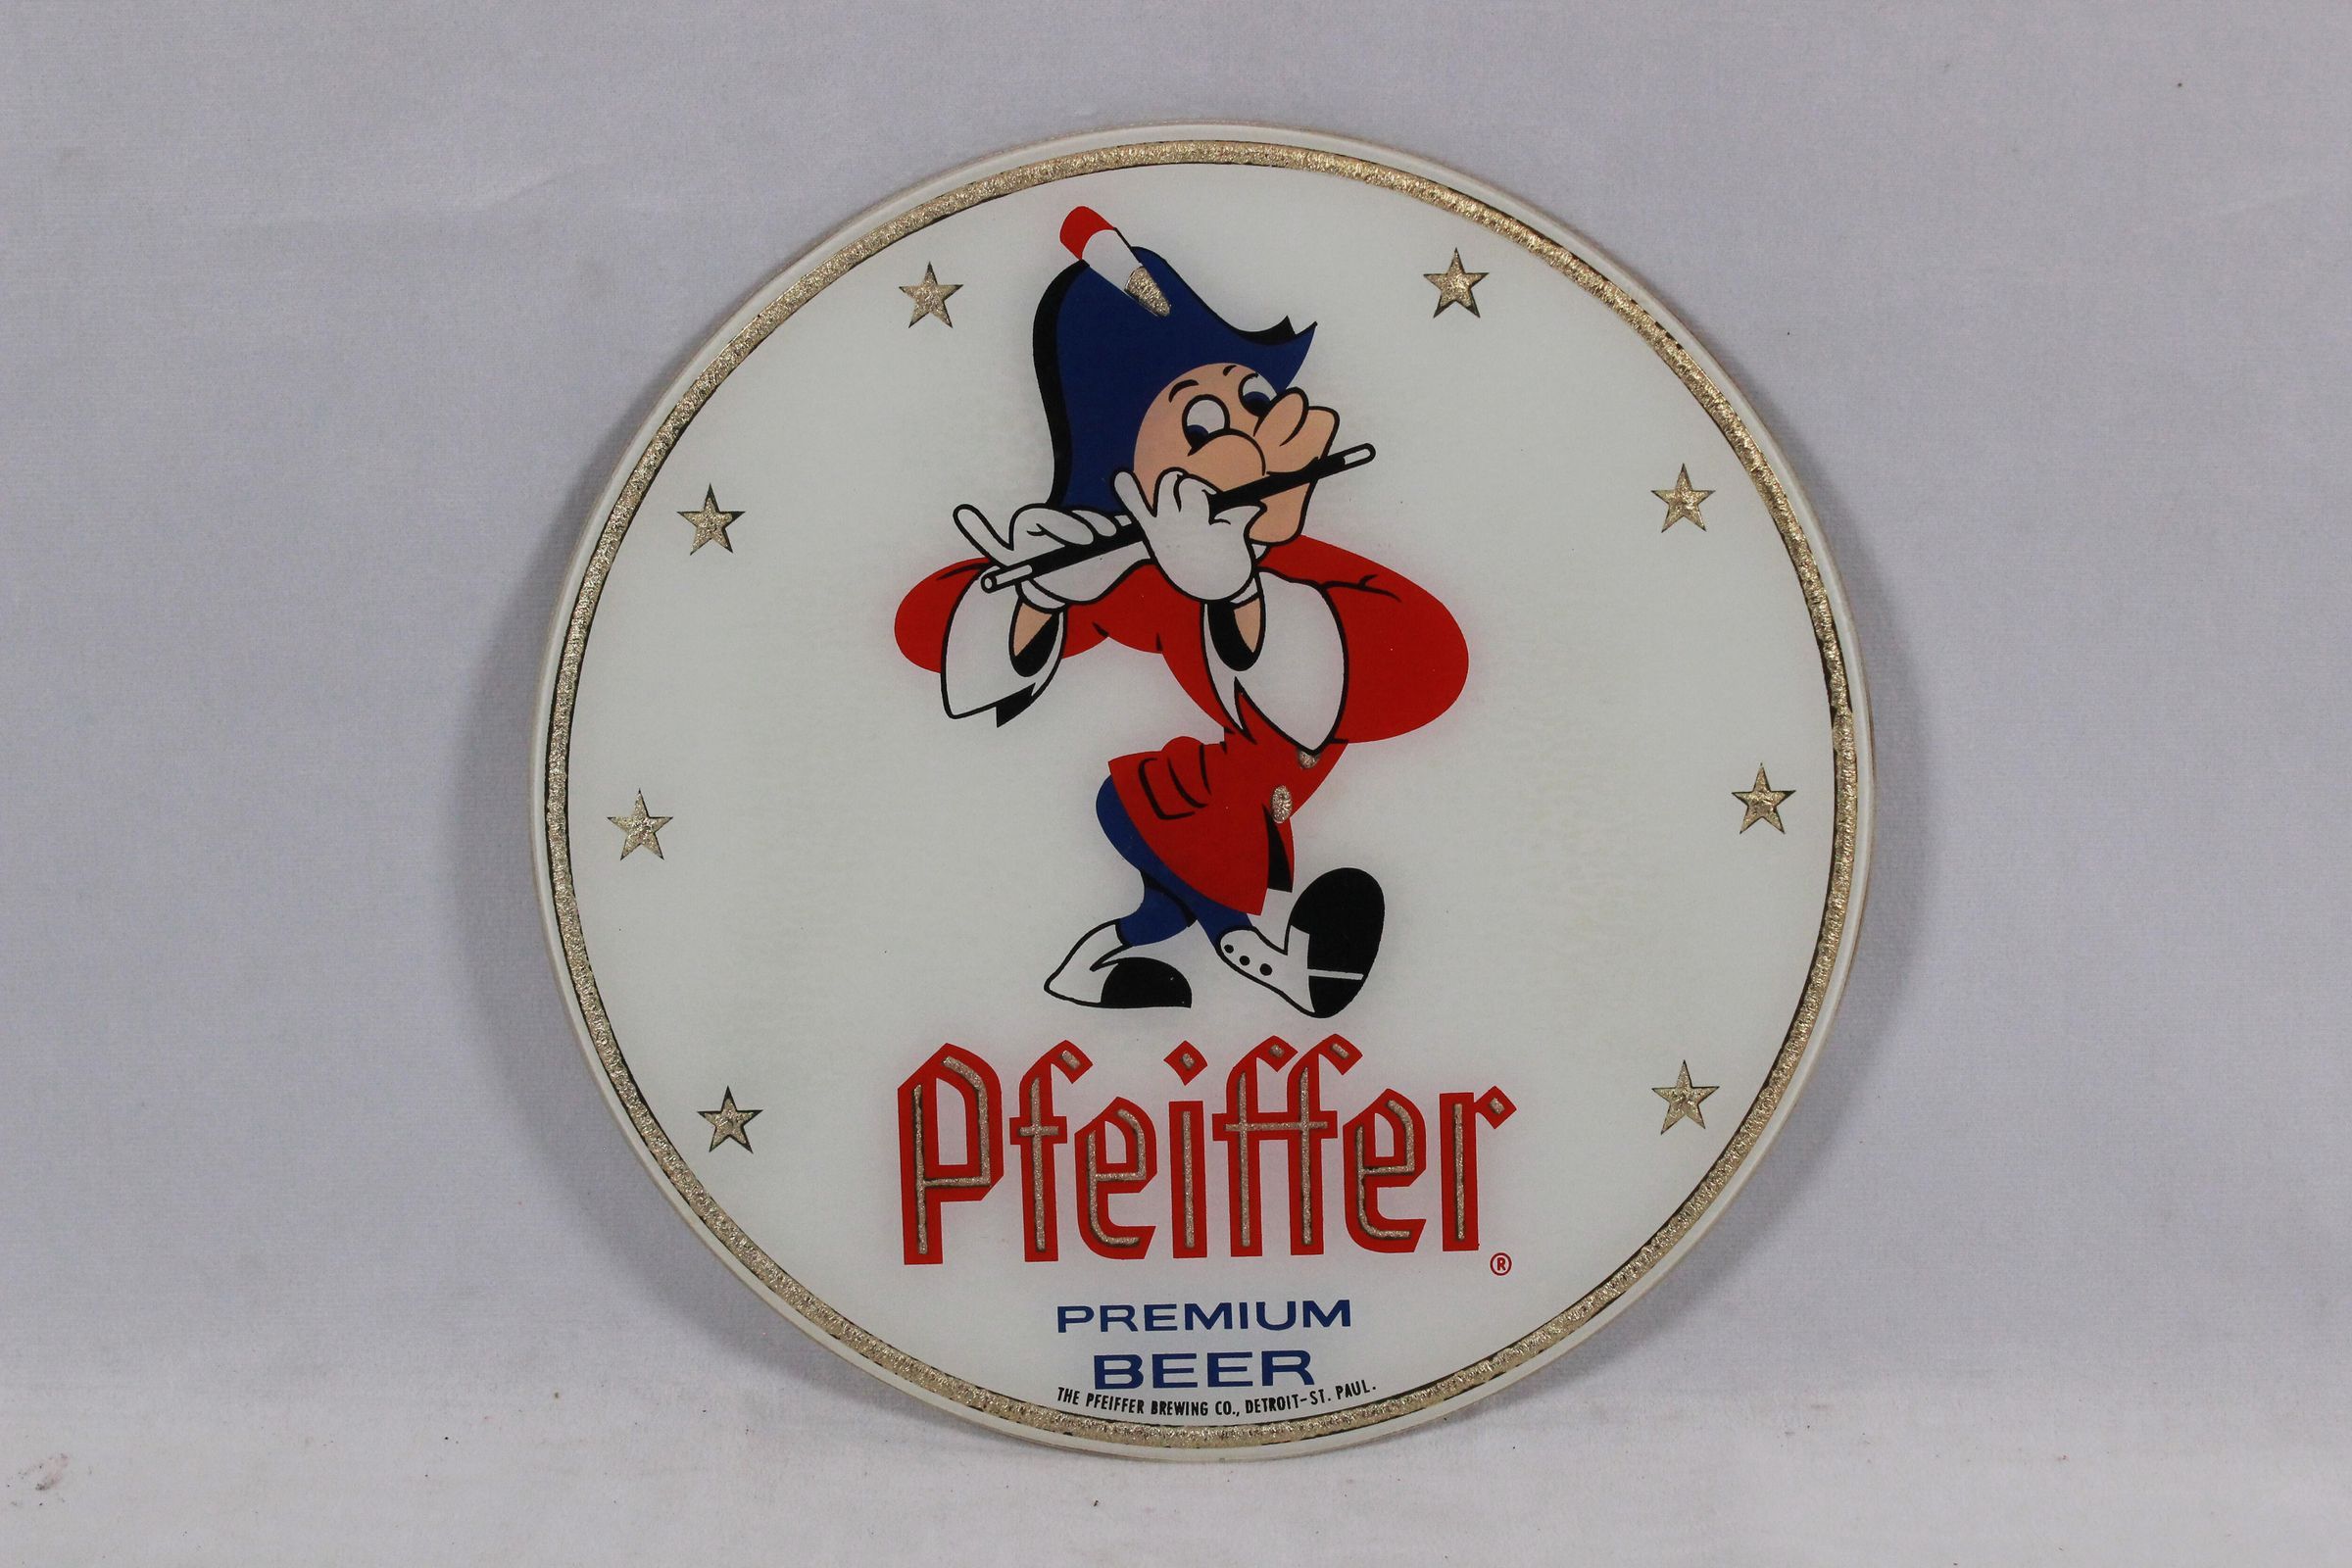 Pfeiffer®
PREMIUM
BEER
THE PFEIFFER BREWING CO., DETROIT-ST. PAUL.